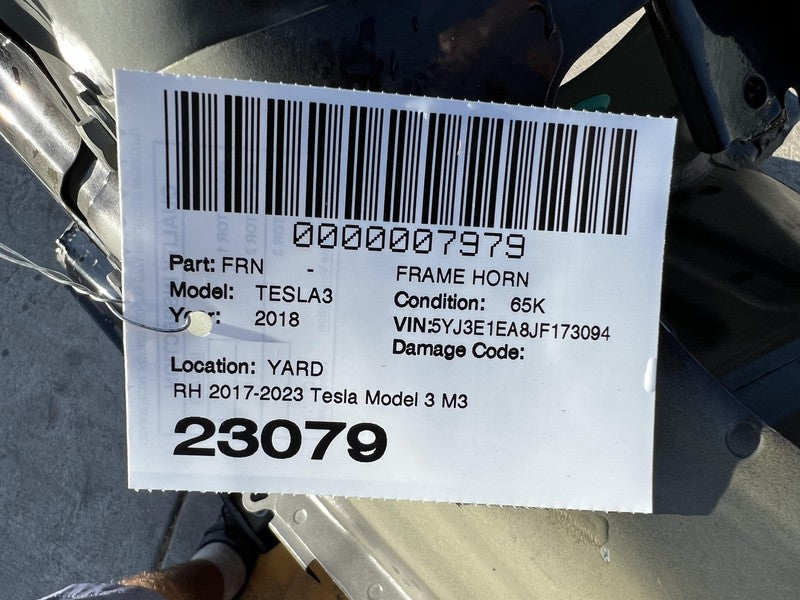 0000007979
Part: FRN - FRAME HORN
Model: TESLA3 Condition: 65K
Year: 2018 VIN:5YJ3E1EA8JF173094
Damage Code:
Location: YARD
RH 2017-2023 Tesla Model 3 M3
23079